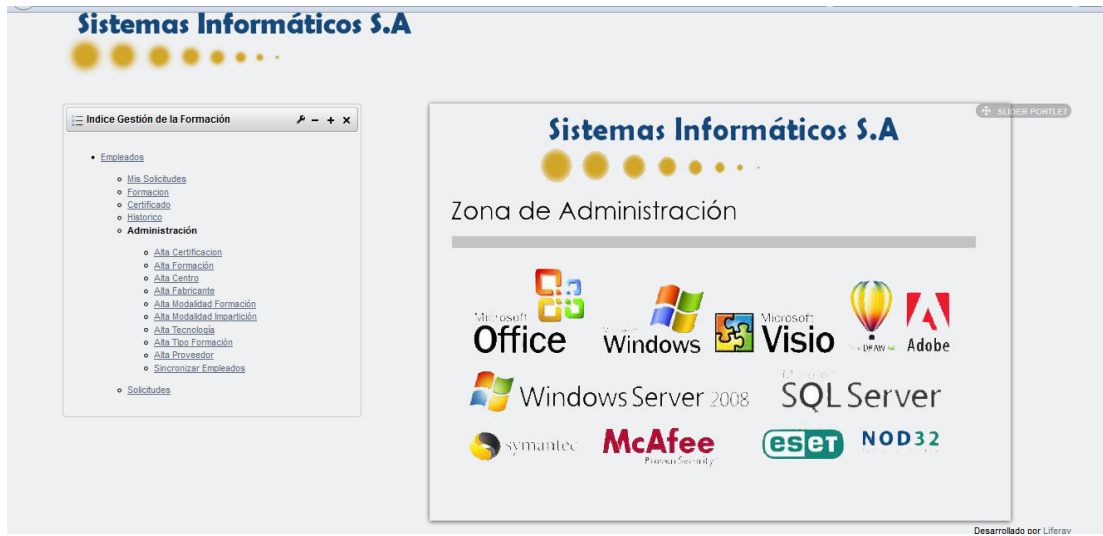 Sistemas Informáticos S.A
Indice Gestión de la Formación
Empleados
Mis Solicitudes
Formacion
Certificado
Historico
Administración
Alta Certificacion
Alta Formación
Alta Centro
Alta Fabricante
Alta Modalidad Formación
Alta Modalidad Impartición
Alta Tecnología
Alta Tipo Formación
Alta Proveedor
Sincronizar Empleados
Solicitudes
SLIDER PORTLET
Sistemas Informáticos S.A
Zona de Administración
Microsoft Office
Windows
Microsoft Visio
DRAW
Adobe
Windows Server 2008
SQL Server
symantec.
McAfee
Proven Security
eseT
NOD32
Desarrollado por Liferay